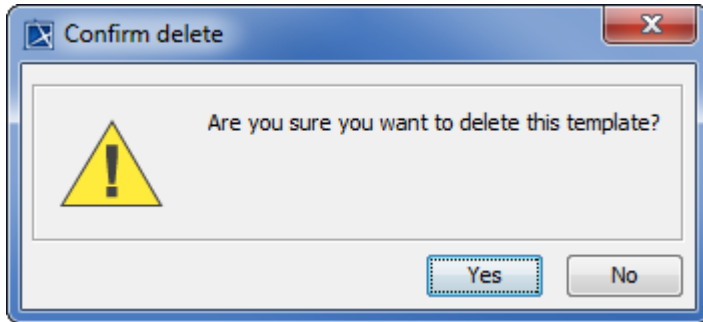 Confirm delete
Are you sure you want to delete this template?
Yes
No